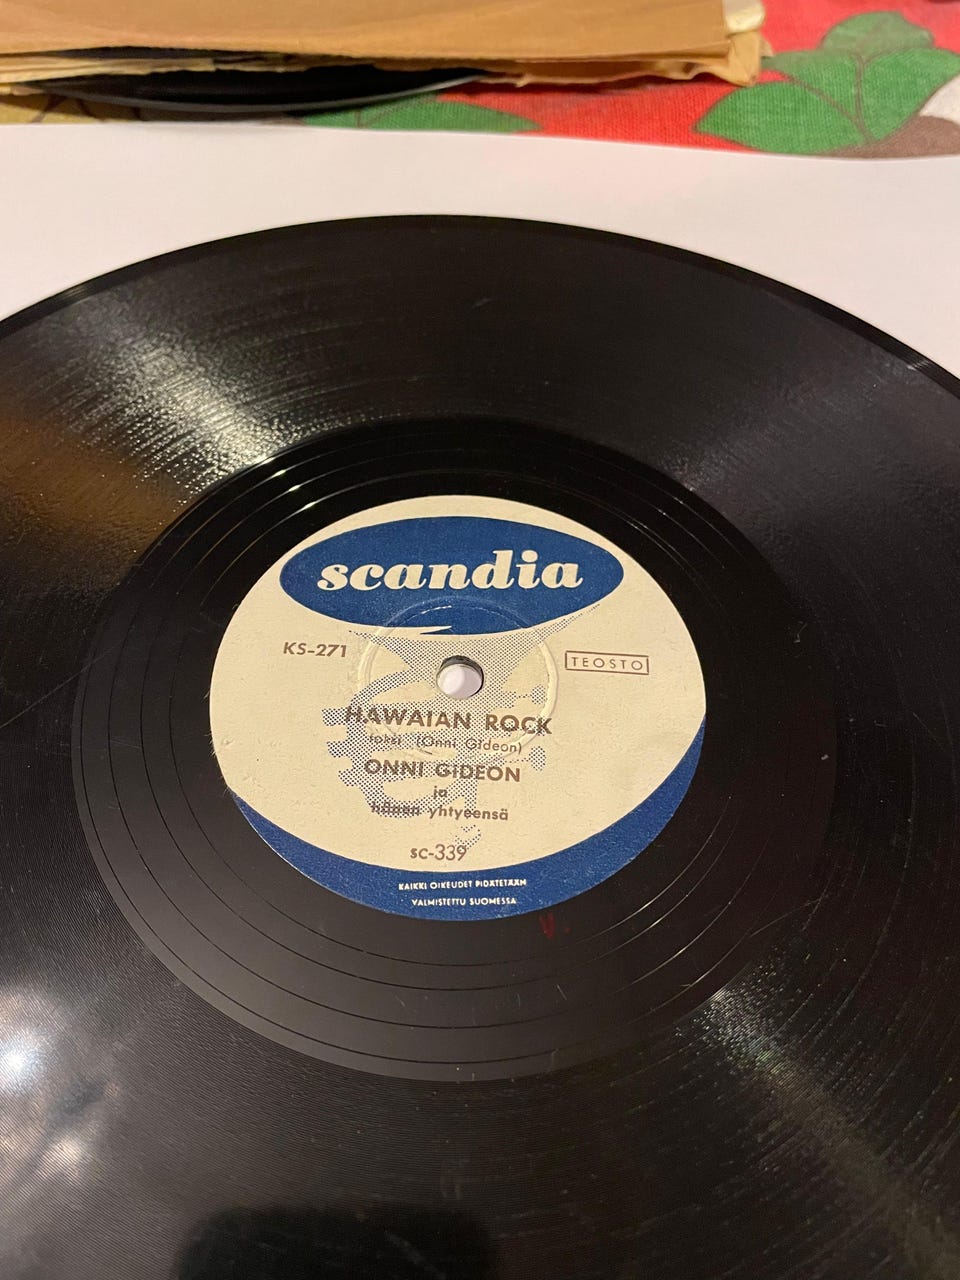 scandia
KS-271
TEOSTO
HAWAIAN ROCK
(Onni Gideon)
ONNI GIDEON
ja
hänen yhtyeensä
SC-339
KAIKKI OIKEUDET PIDÄTETÄÄN
VALMISTETTU SUOMESSA